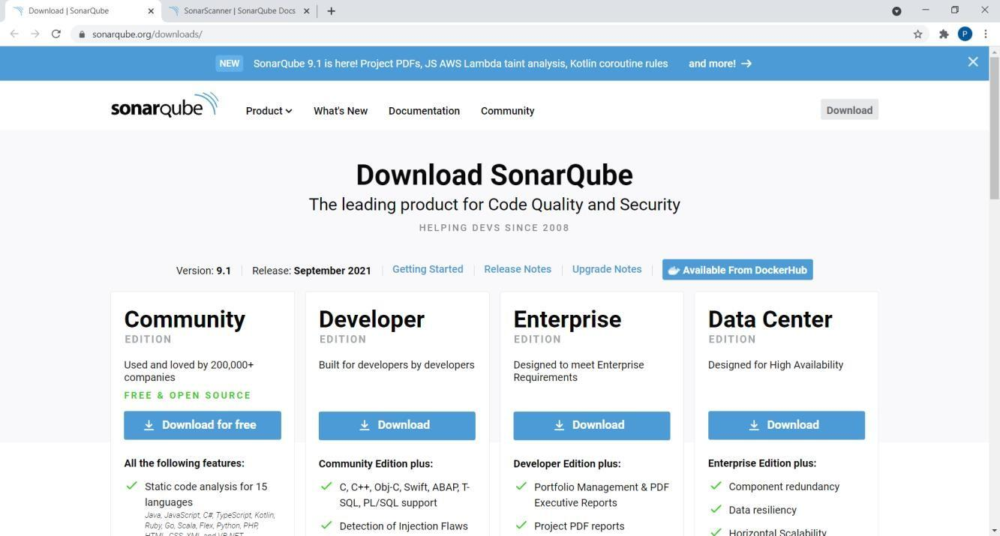 Download | SonarQube
SonarScanner | SonarQube Docs
sonarqube.org/downloads/
P
NEW SonarQube 9.1 is here! Project PDFs, JS AWS Lambda taint analysis, Kotlin coroutine rules and more! →
sonarqube
Product
What's New
Documentation
Community
Download
Download SonarQube
The leading product for Code Quality and Security
HELPING DEVS SINCE 2008
Version: 9.1
Release: September 2021
Getting Started
Release Notes
Upgrade Notes
Available From DockerHub
Community
EDITION
Used and loved by 200,000+
companies
FREE & OPEN SOURCE
Download for free
All the following features:
Static code analysis for 15
languages
Java, JavaScript, C#, TypeScript, Kotlin,
Ruby, Go, Scala, Flex, Python, PHP,
HTML, CSS, XML and VB.NET
Developer
EDITION
Built for developers by developers
Download
Community Edition plus:
C, C++, Obj-C, Swift, ABAP, T-
SQL, PL/SQL support
Detection of Injection Flaws
Enterprise
EDITION
Designed to meet Enterprise
Requirements
Download
Developer Edition plus:
Portfolio Management & PDF
Executive Reports
Project PDF reports
Data Center
EDITION
Designed for High Availability
Download
Enterprise Edition plus:
Component redundancy
Data resiliency
Horizontal Scalability